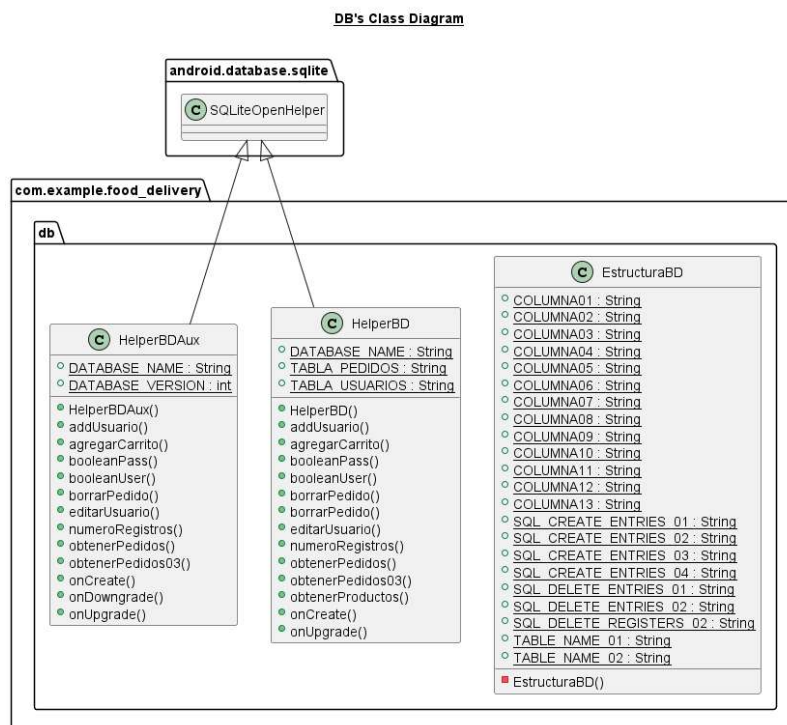 DB's Class Diagram
android.database.sqlite
C SQLiteOpenHelper
com.example.food_delivery
db
C HelperBDAux
DATABASE_NAME : String
DATABASE_VERSION : int
HelperBDAux()
addUsuario()
agregarCarrito()
booleanPass()
booleanUser()
borrarPedido()
editarUsuario()
numeroRegistros()
obtenerPedidos()
obtenerPedidos03()
onCreate()
onDowngrade()
onUpgrade()
C HelperBD
DATABASE_NAME : String
TABLA_PEDIDOS : String
TABLA_USUARIOS : String
HelperBD()
addUsuario()
agregarCarrito()
booleanPass()
booleanUser()
borrarPedido()
borrarPedido()
editarUsuario()
numeroRegistros()
obtenerPedidos()
obtenerPedidos03()
obtenerProductos()
onCreate()
onUpgrade()
C EstructuraBD
COLUMNA01 : String
COLUMNA02 : String
COLUMNA03 : String
COLUMNA04 : String
COLUMNA05 : String
COLUMNA06 : String
COLUMNA07 : String
COLUMNA08 : String
COLUMNA09 : String
COLUMNA10 : String
COLUMNA11 : String
COLUMNA12 : String
COLUMNA13 : String
SQL_CREATE_ENTRIES_01 : String
SQL_CREATE_ENTRIES_02 : String
SQL_CREATE_ENTRIES_03 : String
SQL_CREATE_ENTRIES_04 : String
SQL_DELETE_ENTRIES_01 : String
SQL_DELETE_ENTRIES_02 : String
SQL_DELETE_REGISTERS_02 : String
TABLE_NAME_01 : String
TABLE_NAME_02 : String
EstructuraBD()